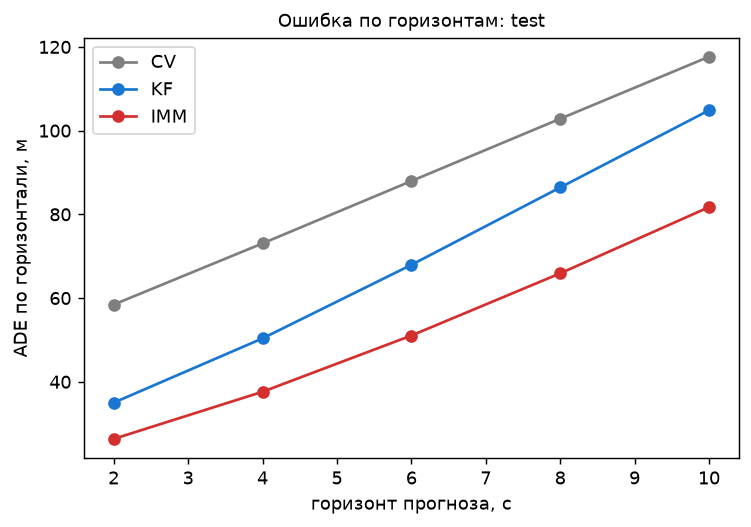 Ошибка по горизонтам: test
CV
KF
IMM
ADE по горизонтали, м
120
100
80
60
40
2 3 4 5 6 7 8 9 10
горизонт прогноза, с